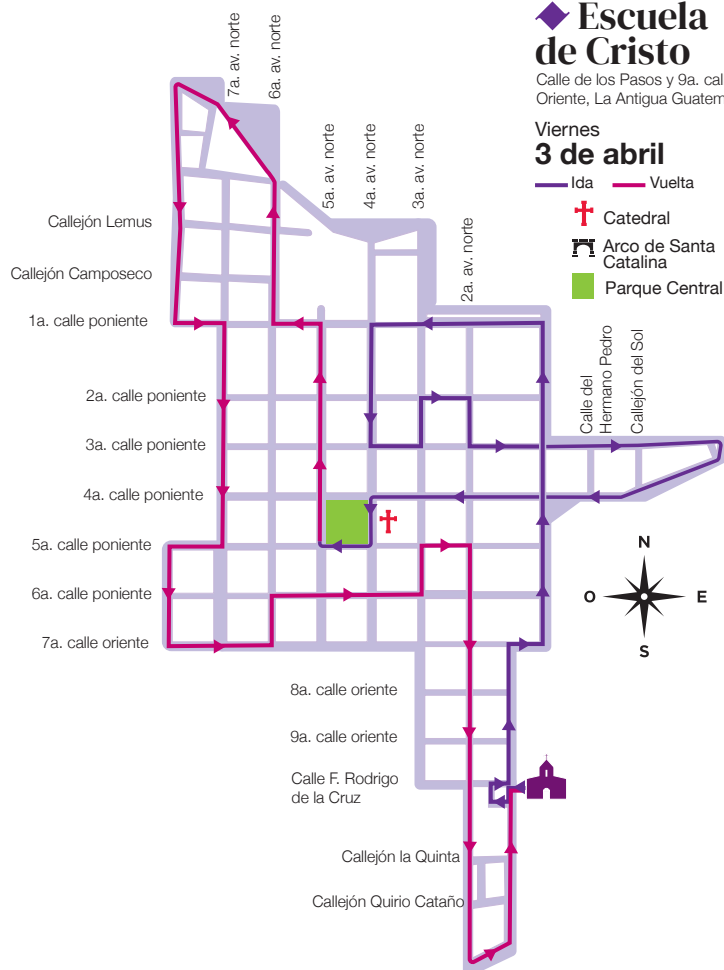 Escuela
de Cristo
Calle de los Pasos y 9a. cal
Oriente, La Antigua Guatem
Viernes
3 de abril
Ida
Vuelta
Catedral
Arco de Santa
Catalina
Parque Central
7a. av. norte
6a. av. norte
5a. av. norte
4a. av. norte
3a. av. norte
2a. av. norte
Calle del
Hermano Pedro
Callejón del Sol
Callejón Lemus
Callejón Camposeco
1a. calle poniente
2a. calle poniente
3a. calle poniente
4a. calle poniente
5a. calle poniente
6a. calle poniente
7a. calle oriente
8a. calle oriente
9a. calle oriente
Calle F. Rodrigo
de la Cruz
Callejón la Quinta
Callejón Quirio Cataño
N
O
E
S